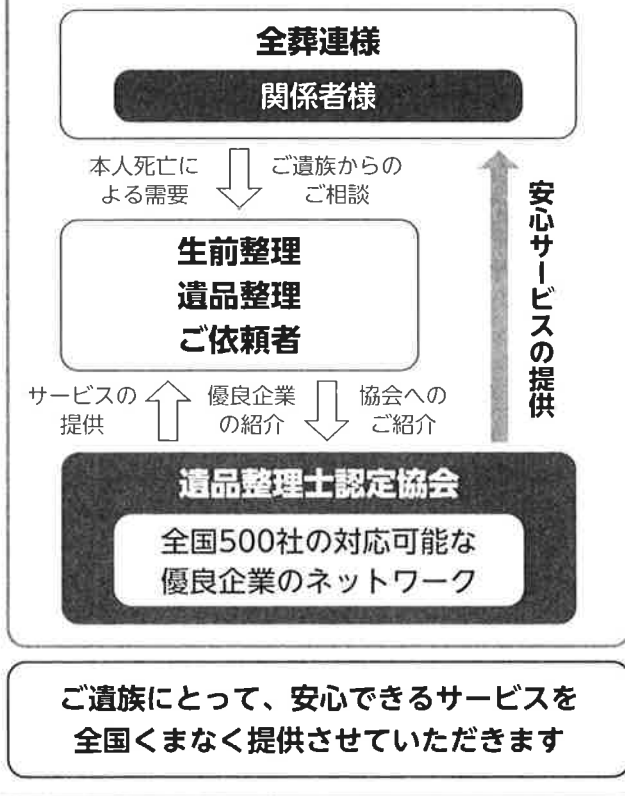 全葬連様
関係者様
本人死亡に
よる需要
ご遺族からの
ご相談
生前整理
遺品整理
ご依頼者
安心サービスの提供
サービスの
提供
優良企業
の紹介
協会への
ご紹介
遺品整理士認定協会
全国500社の対応可能な
優良企業のネットワーク
ご遺族にとって、安心できるサービスを
全国くまなく提供させていただきます